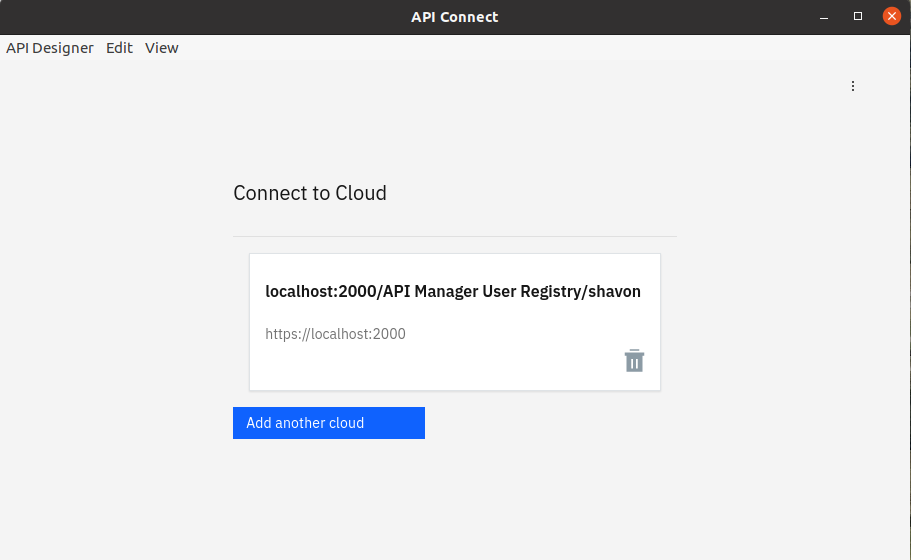 API Connect
API Designer Edit View
Connect to Cloud
localhost:2000/API Manager User Registry/shavon
https://localhost:2000
Add another cloud